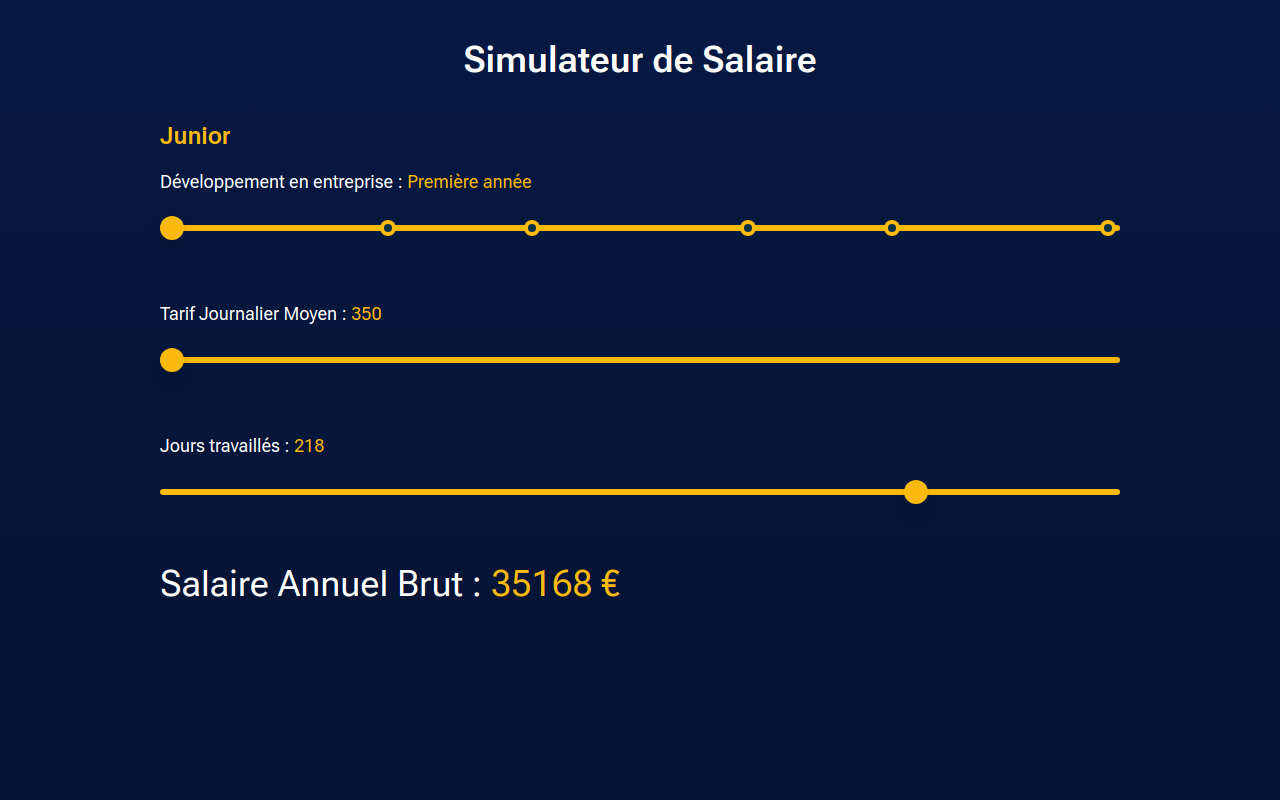 Simulateur de Salaire
Junior
Développement en entreprise : Première année
Tarif Journalier Moyen : 350
Jours travaillés : 218
Salaire Annuel Brut : 35168 €